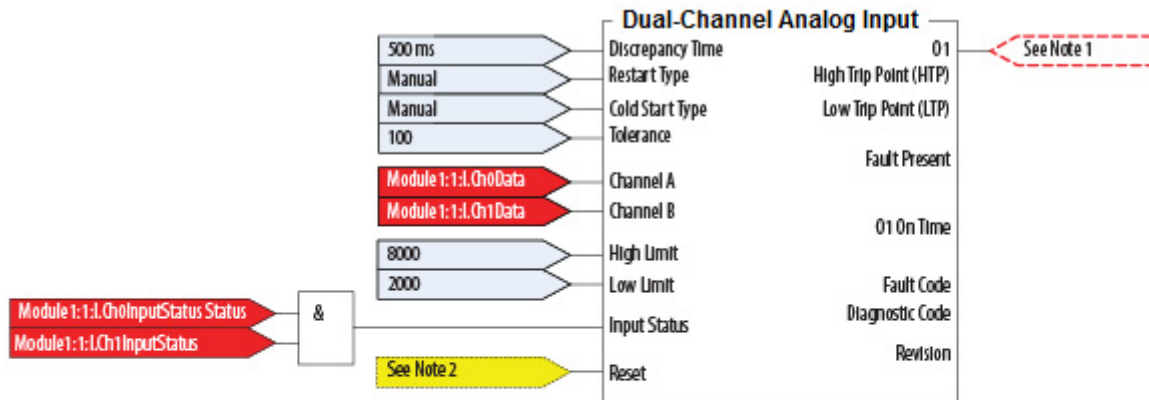 Dual-Channel Analog Input
500 ms Discrepancy Time O1 See Note 1
Manual Restart Type High Trip Point (HTP)
Manual Cold Start Type Low Trip Point (LTP)
100 Tolerance
Fault Present
Module1:1:I.Ch0Data Channel A
Module1:1:I.Ch1Data Channel B
O1 On Time
8000 High Limit
2000 Low Limit Fault Code
Module1:1:I.Ch0InputStatus Status & Diagnostic Code
Input Status
Module1:1:I.Ch1InputStatus
Revision
See Note 2 Reset